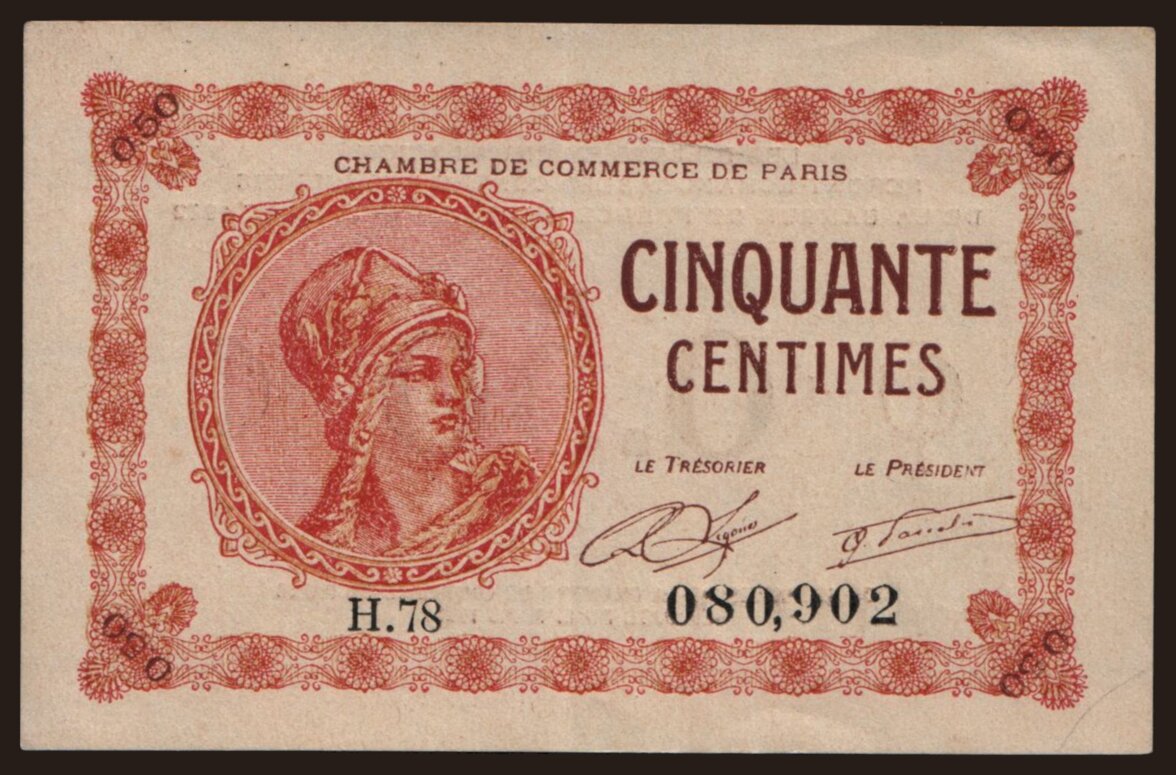 0.50
0.50
CHAMBRE DE COMMERCE DE PARIS
CINQUANTE
CENTIMES
LE TRÉSORIER LE PRÉSIDENT
H.78 080,902
0.50
0.50